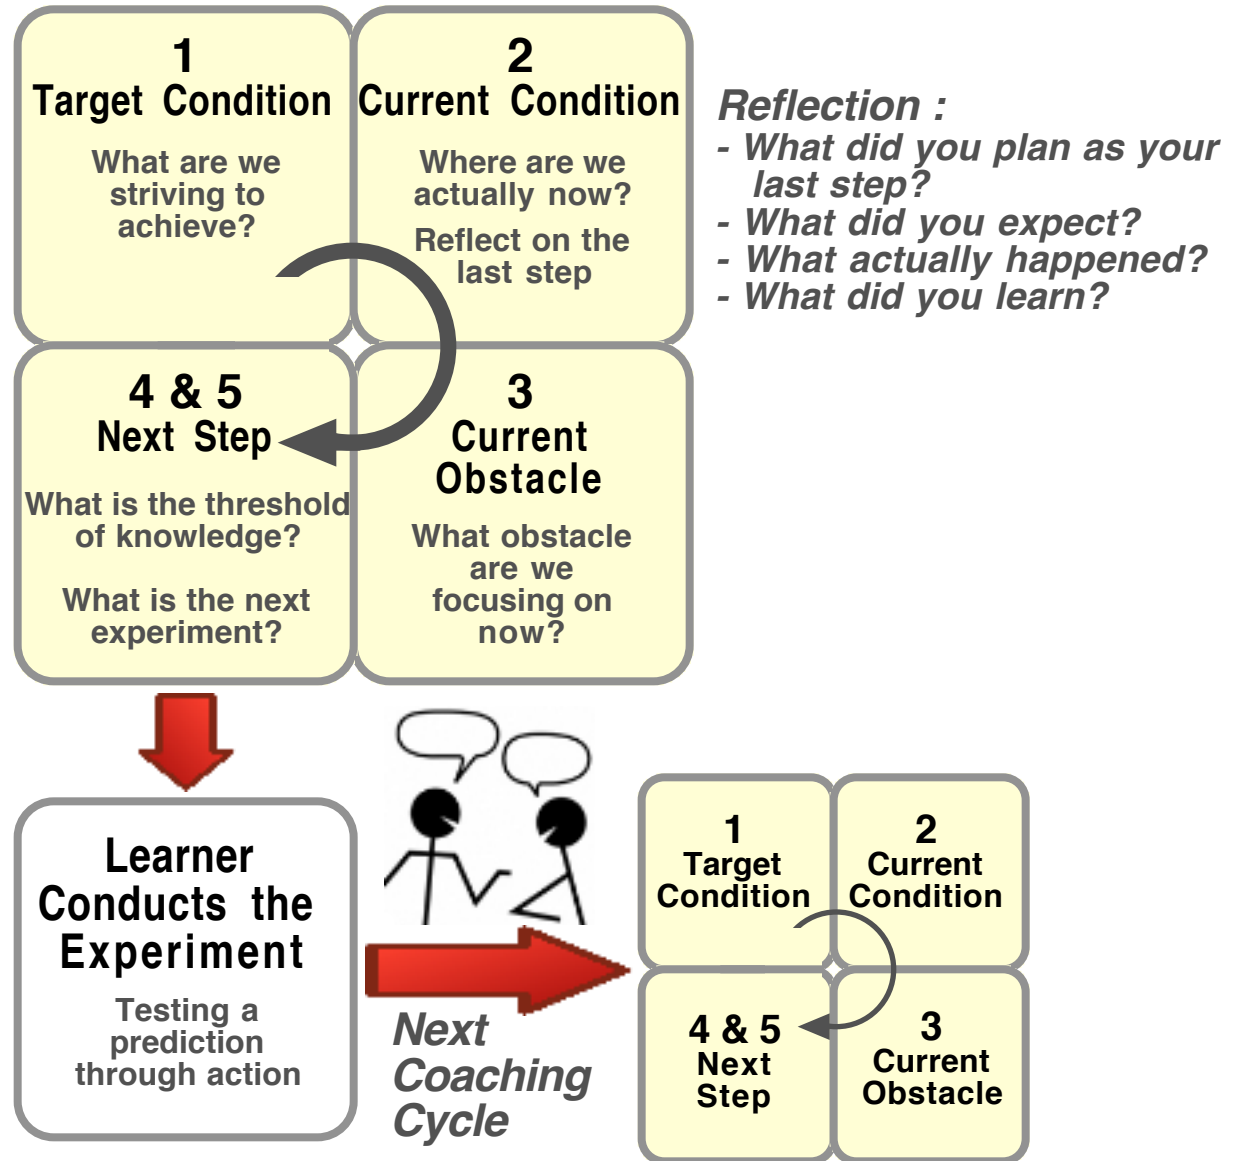 1
Target Condition
What are we
striving to
achieve?
2
Current Condition
Where are we
actually now?
Reflect on the
last step
Reflection :
- What did you plan as your
last step?
- What did you expect?
- What actually happened?
- What did you learn?
4 & 5
Next Step
What is the threshold
of knowledge?
What is the next
experiment?
3
Current
Obstacle
What obstacle
are we
focusing on
now?
Learner
Conducts the
Experiment
Testing a
prediction
through action
Next
Coaching
Cycle
1
Target
Condition
2
Current
Condition
4 & 5
Next
Step
3
Current
Obstacle